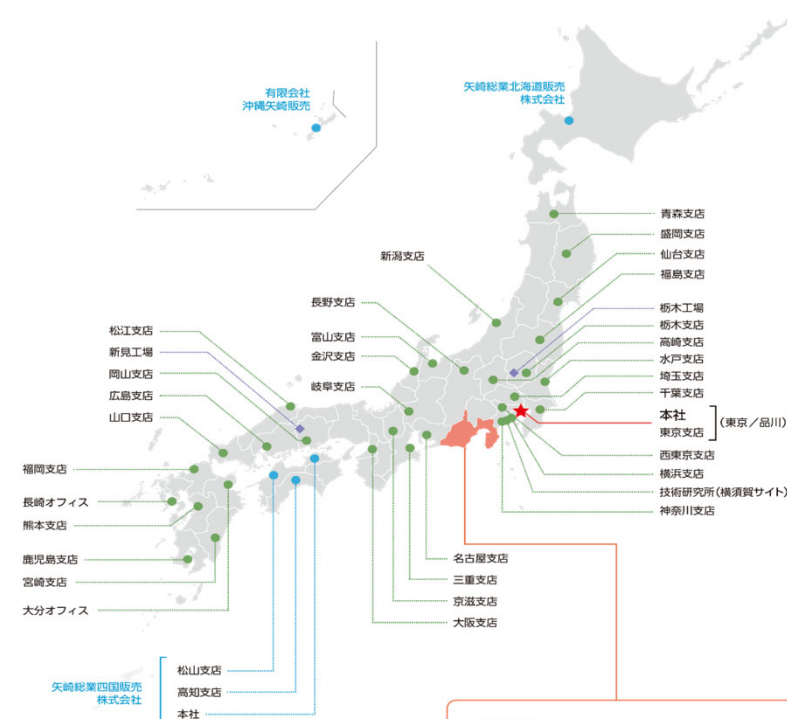 有限会社
沖縄矢崎販売
矢崎総業北海道販売
株式会社
青森支店
盛岡支店
仙台支店
福島支店
栃木工場
栃木支店
高崎支店
水戸支店
埼玉支店
千葉支店
本社
東京支店
(東京／品川)
西東京支店
横浜支店
技術研究所(横須賀サイト)
神奈川支店
新潟支店
長野支店
富山支店
金沢支店
岐阜支店
松江支店
新見工場
岡山支店
広島支店
山口支店
福岡支店
長崎オフィス
熊本支店
鹿児島支店
宮崎支店
大分オフィス
名古屋支店
三重支店
京滋支店
大阪支店
矢崎総業四国販売
株式会社
松山支店
高知支店
本社